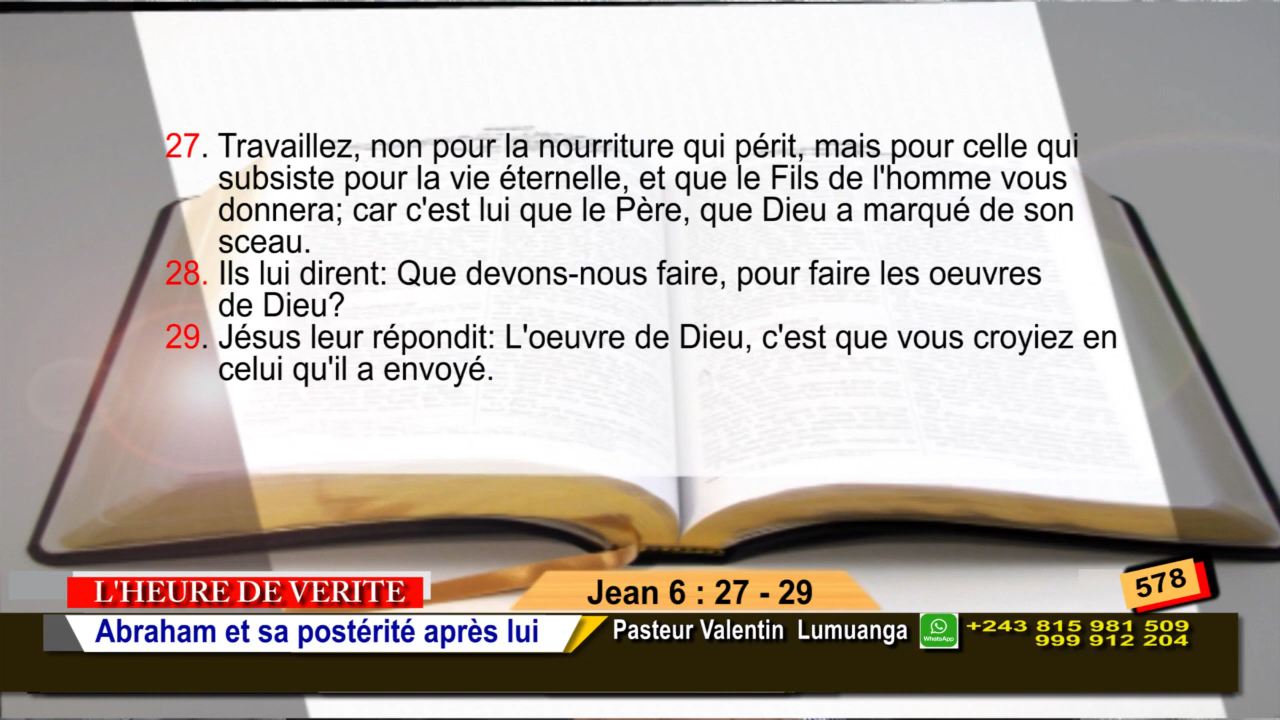 27. Travaillez, non pour la nourriture qui périt, mais pour celle qui
subsiste pour la vie éternelle, et que le Fils de l'homme vous
donnera; car c'est lui que le Père, que Dieu a marqué de son
sceau.
28. Ils lui dirent: Que devons-nous faire, pour faire les oeuvres
de Dieu?
29. Jésus leur répondit: L'oeuvre de Dieu, c'est que vous croyiez en
celui qu'il a envoyé.
L'HEURE DE VERITE
Jean 6 : 27 - 29
578
Abraham et sa postérité après lui
Pasteur Valentin Lumuanga
WhatsApp
+243 815 981 509
999 912 204